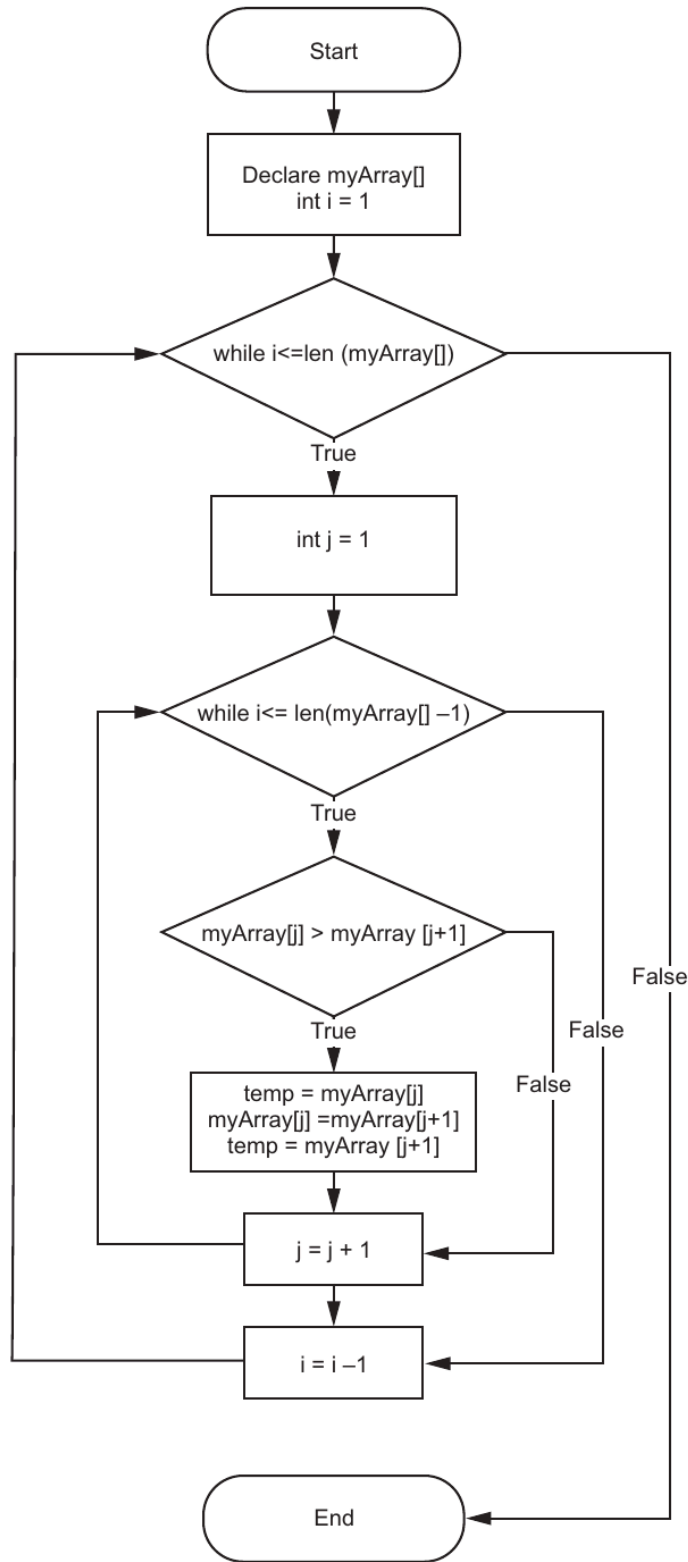 Start
Declare myArray[]
int i = 1
while i<=len (myArray[])
True
int j = 1
while i<= len(myArray[] –1)
True
myArray[j] > myArray [j+1]
False
True
False
False
temp = myArray[j]
myArray[j] =myArray[j+1]
temp = myArray [j+1]
j = j + 1
i = i –1
End